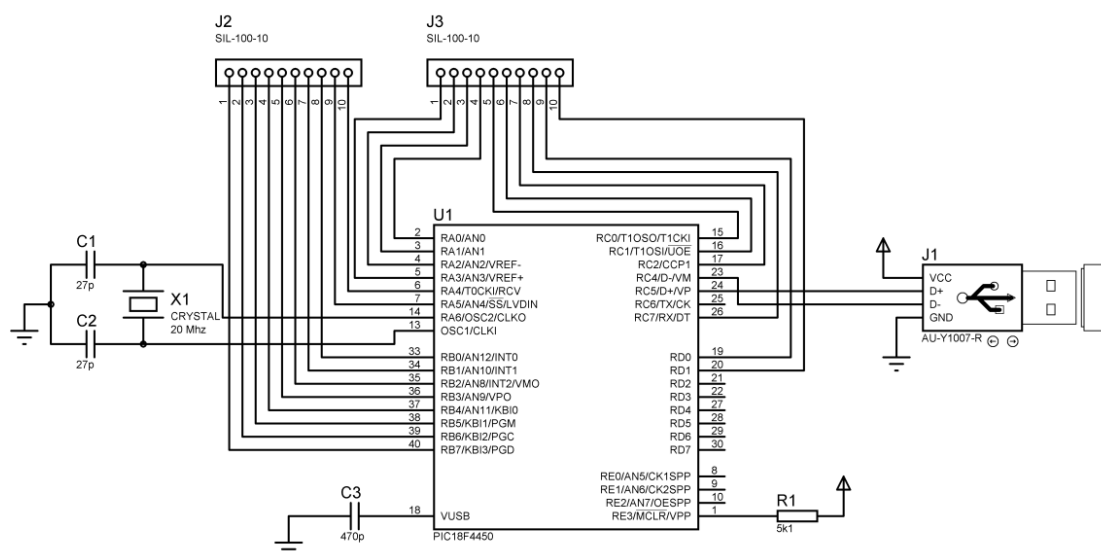 J2
SIL-100-10
1
2
3
4
5
6
7
8
9
10
J3
SIL-100-10
1
2
3
4
5
6
7
8
9
10
C1
27p
C2
27p
X1
CRYSTAL
20 Mhz
U1
2 RA0/AN0
3 RA1/AN1
4 RA2/AN2/VREF-
5 RA3/AN3/VREF+
6 RA4/T0CKI/RCV
7 RA5/AN4/SS/LVDIN
14 RA6/OSC2/CLKO
13 OSC1/CLKI
33 RB0/AN12/INT0
34 RB1/AN10/INT1
35 RB2/AN8/INT2/VMO
36 RB3/AN9/VPO
37 RB4/AN11/KBI0
38 RB5/KBI1/PGM
39 RB6/KBI2/PGC
40 RB7/KBI3/PGD
18 VUSB
RC0/T1OSO/T1CKI 15
RC1/T1OSI/UOE 16
RC2/CCP1 17
RC4/D-/VM 23
RC5/D+/VP 24
RC6/TX/CK 25
RC7/RX/DT 26
RD0 19
RD1 20
RD2 21
RD3 22
RD4 27
RD5 28
RD6 29
RD7 30
RE0/AN5/CK1SPP 8
RE1/AN6/CK2SPP 9
RE2/AN7/OESPP 10
RE3/MCLR/VPP 1
PIC18F4450
C3
470p
R1
5k1
J1
VCC
D+
D-
GND
AU-Y1007-R